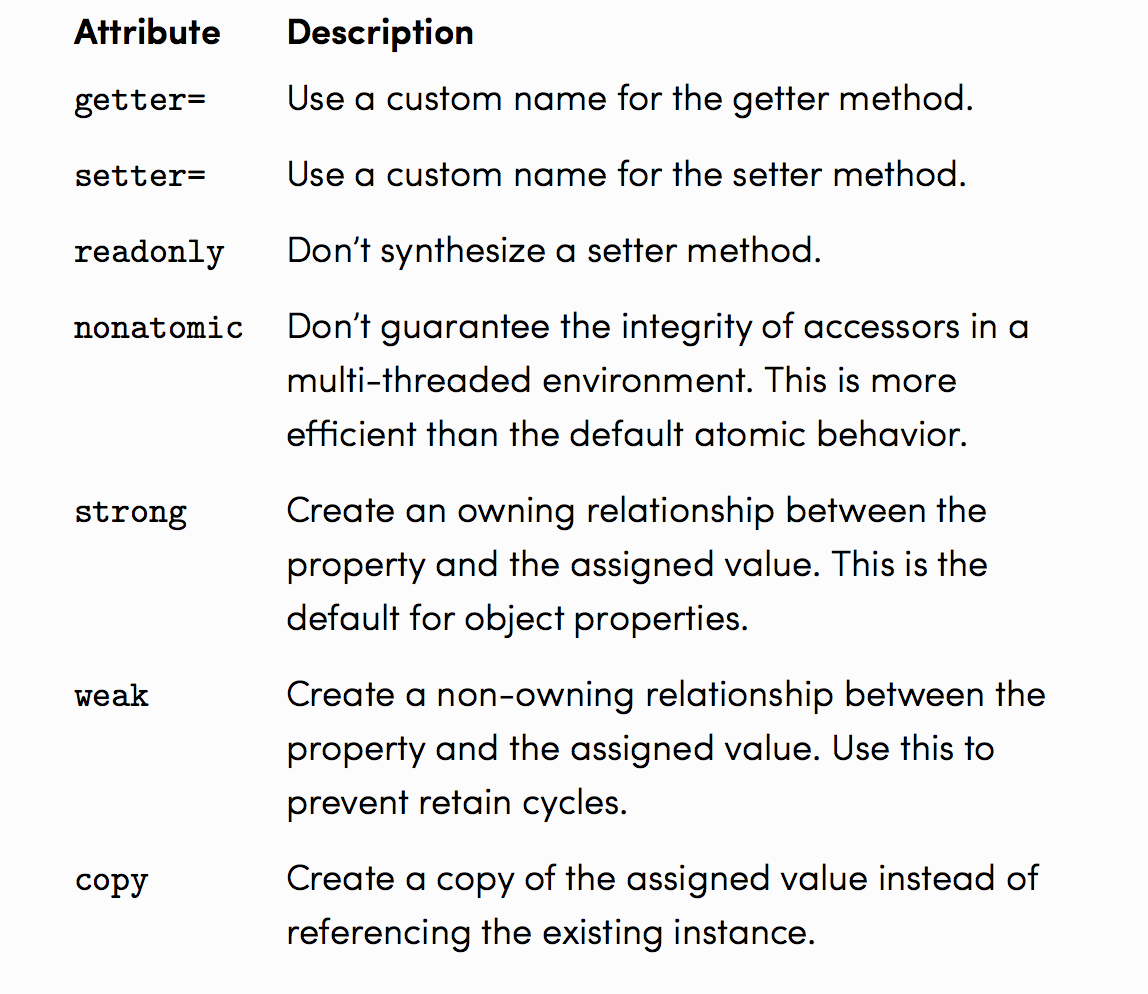 Attribute Description
getter= Use a custom name for the getter method.
setter= Use a custom name for the setter method.
readonly Don’t synthesize a setter method.
nonatomic Don’t guarantee the integrity of accessors in a
multi-threaded environment. This is more
efficient than the default atomic behavior.
strong Create an owning relationship between the
property and the assigned value. This is the
default for object properties.
weak Create a non-owning relationship between the
property and the assigned value. Use this to
prevent retain cycles.
copy Create a copy of the assigned value instead of
referencing the existing instance.